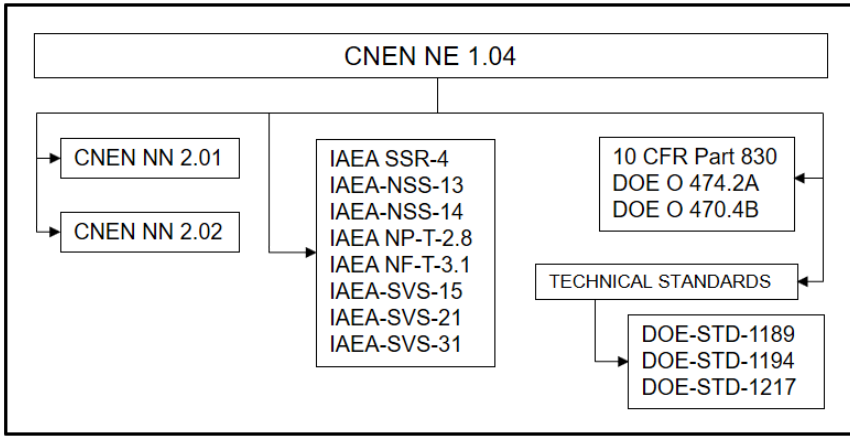 CNEN NE 1.04
CNEN NN 2.01
CNEN NN 2.02
IAEA SSR-4
IAEA-NSS-13
IAEA-NSS-14
IAEA NP-T-2.8
IAEA NF-T-3.1
IAEA-SVS-15
IAEA-SVS-21
IAEA-SVS-31
10 CFR Part 830
DOE O 474.2A
DOE O 470.4B
TECHNICAL STANDARDS
DOE-STD-1189
DOE-STD-1194
DOE-STD-1217